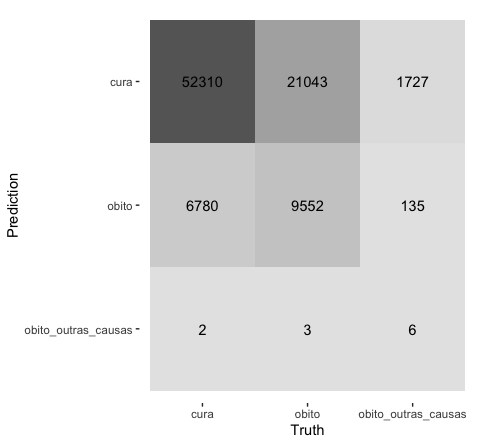 Prediction
cura
52310 21043 1727
obito
6780 9552 135
obito_outras_causas
2 3 6
cura obito obito_outras_causas
Truth